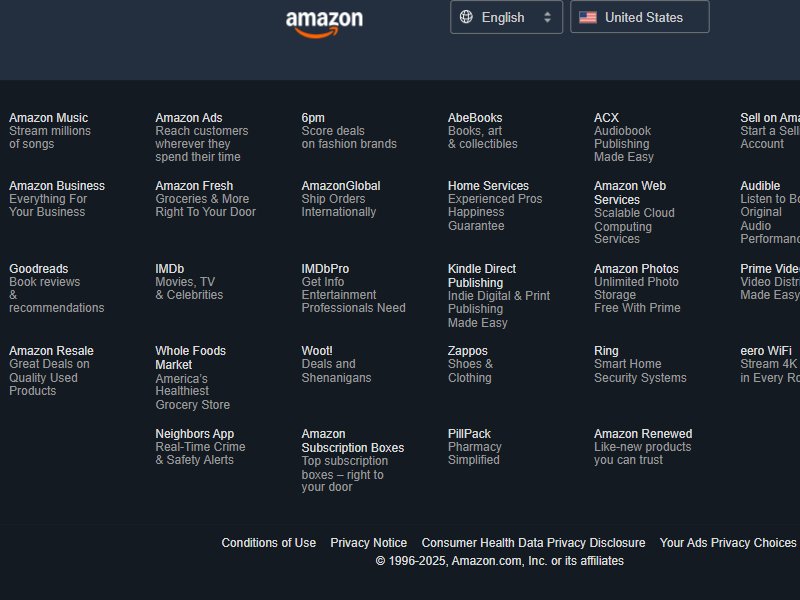 amazon
English
United States
Amazon Music
Stream millions
of songs
Amazon Ads
Reach customers
wherever they
spend their time
6pm
Score deals
on fashion brands
AbeBooks
Books, art
& collectibles
ACX
Audiobook
Publishing
Made Easy
Sell on Ama
Start a Sell
Account
Amazon Business
Everything For
Your Business
Amazon Fresh
Groceries & More
Right To Your Door
AmazonGlobal
Ship Orders
Internationally
Home Services
Experienced Pros
Happiness
Guarantee
Amazon Web
Services
Scalable Cloud
Computing
Services
Audible
Listen to Bo
Original
Audio
Performanc
Goodreads
Book reviews
&
recommendations
IMDb
Movies, TV
& Celebrities
IMDbPro
Get Info
Entertainment
Professionals Need
Kindle Direct
Publishing
Indie Digital & Print
Publishing
Made Easy
Amazon Photos
Unlimited Photo
Storage
Free With Prime
Prime Vide
Video Distri
Made Easy
Amazon Resale
Great Deals on
Quality Used
Products
Whole Foods
Market
America's
Healthiest
Grocery Store
Woot!
Deals and
Shenanigans
Zappos
Shoes &
Clothing
Ring
Smart Home
Security Systems
eero WiFi
Stream 4K
in Every Ro
Neighbors App
Real-Time Crime
& Safety Alerts
Amazon
Subscription Boxes
Top subscription
boxes – right to
your door
PillPack
Pharmacy
Simplified
Amazon Renewed
Like-new products
you can trust
Conditions of Use Privacy Notice Consumer Health Data Privacy Disclosure Your Ads Privacy Choices
© 1996-2025, Amazon.com, Inc. or its affiliates